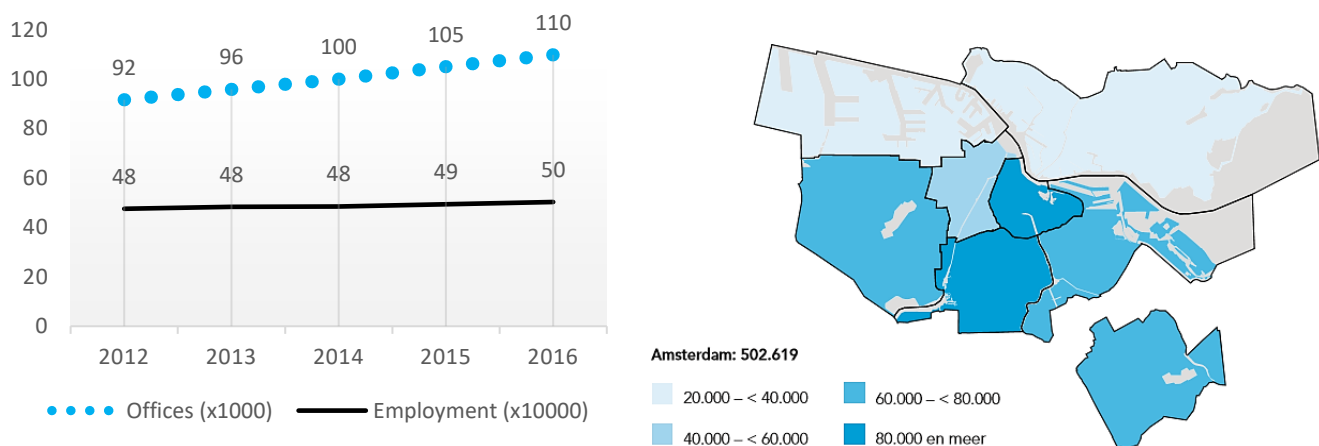 120
100
80
60
40
20
0
92
96
100
105
110
48
48
48
49
50
2012 2013 2014 2015 2016
Offices (x1000) Employment (x10000)
Amsterdam: 502.619
20.000 – < 40.000
60.000 – < 80.000
40.000 – < 60.000
80.000 en meer